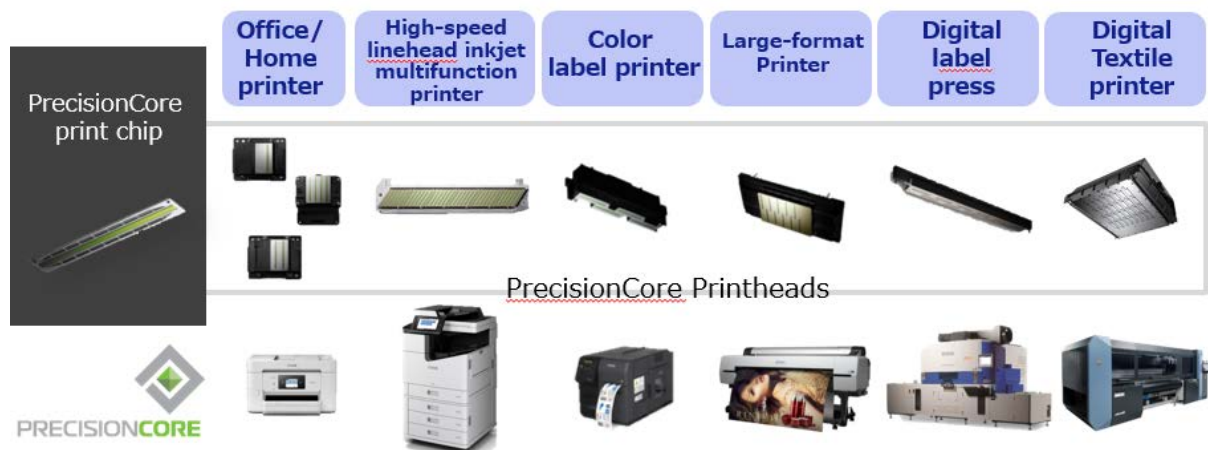 PrecisionCore
print chip
Office/
Home
printer
High-speed
linehead inkjet
multifunction
printer
Color
label printer
Large-format
Printer
Digital
label
press
Digital
Textile
printer
PrecisionCore Printheads
PRECISIONCORE